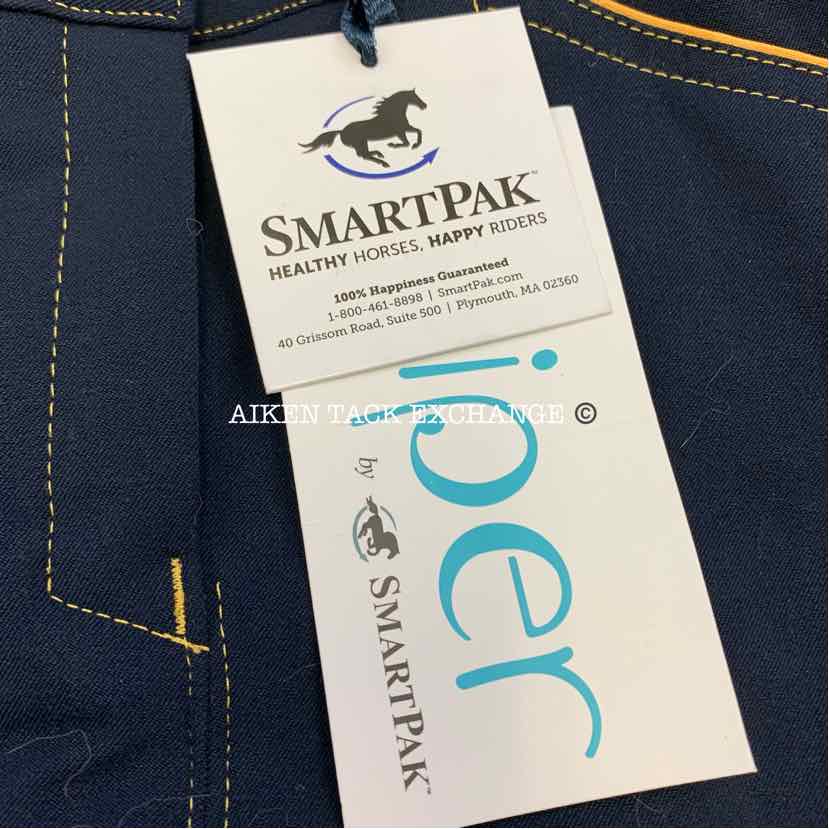 SMARTPAK™
HEALTHY HORSES, HAPPY RIDERS
100% Happiness Guaranteed
1-800-461-8898 | SmartPak.com
40 Grissom Road, Suite 500 | Plymouth, MA 02360
AIKEN TACK EXCHANGE ©
iper
by SMARTPAK™